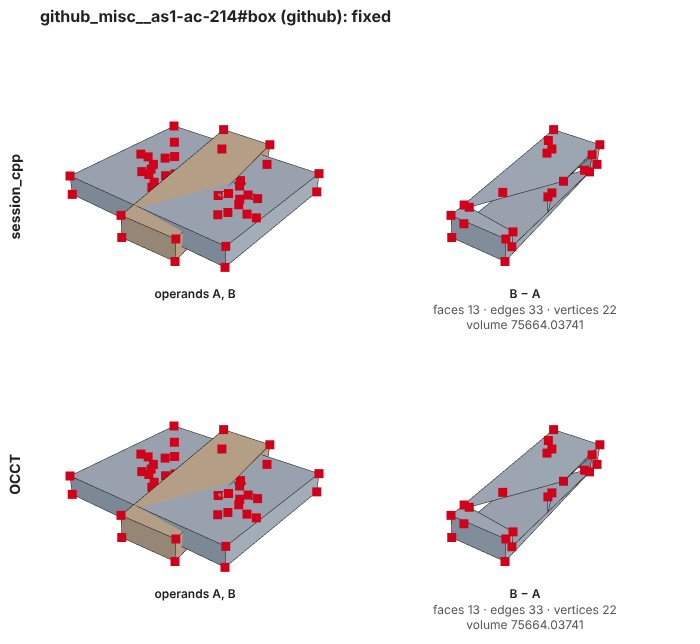 github_misc__as1-ac-214#box (github): fixed
session_cpp
operands A, B
B − A
faces 13 · edges 33 · vertices 22
volume 75664.03741
OCCT
operands A, B
B − A
faces 13 · edges 33 · vertices 22
volume 75664.03741